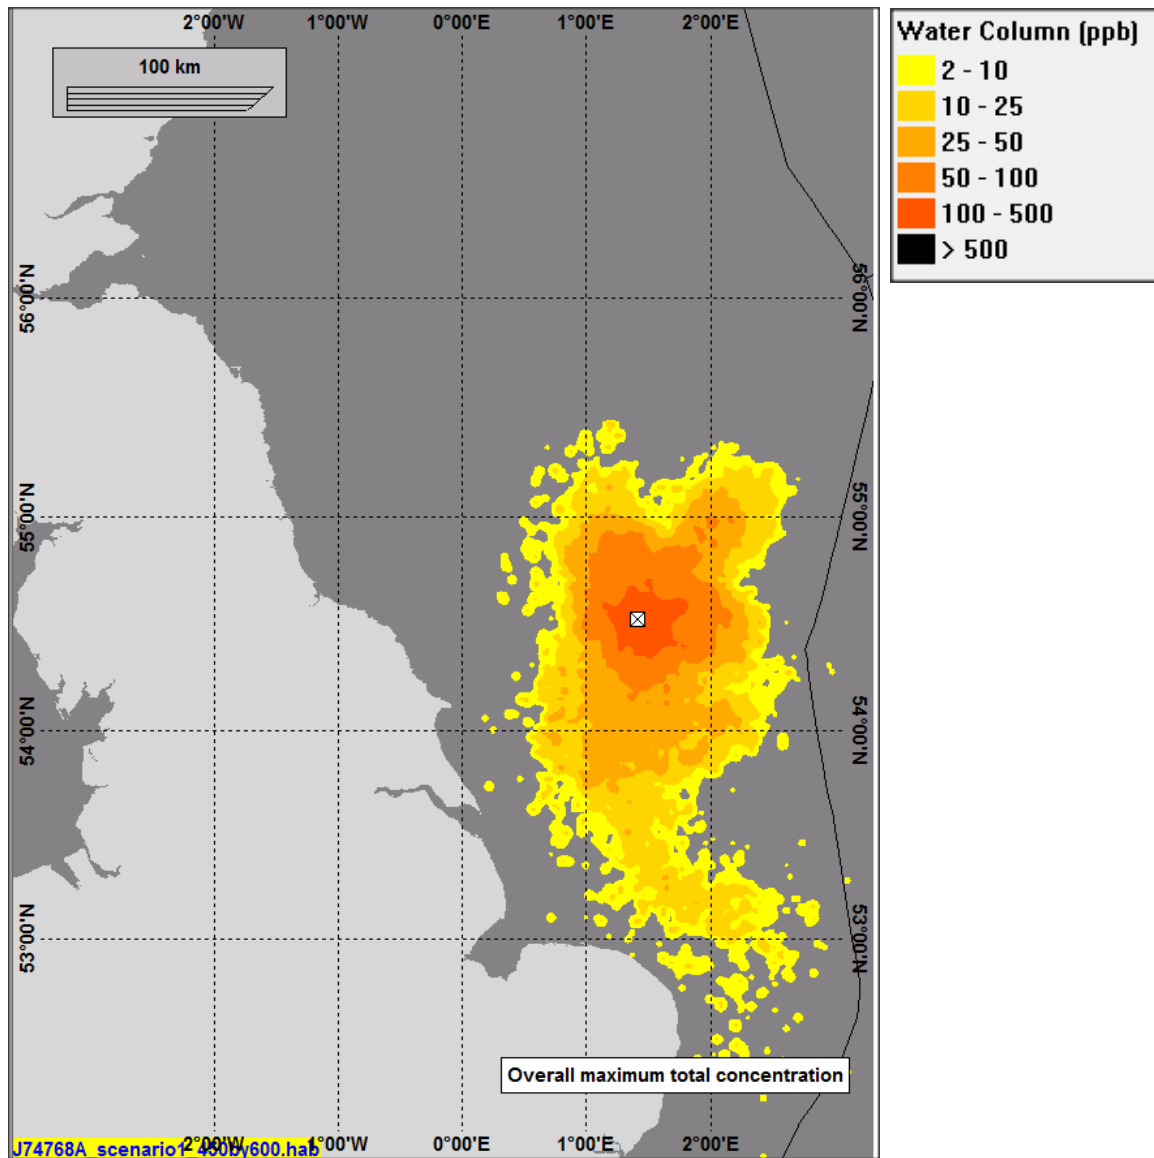 2°00'W 1°00'W 0°00'E 1°00'E 2°00'E
Water Column (ppb)
100 km
2 - 10
10 - 25
25 - 50
50 - 100
100 - 500
> 500
56°00'N 56°00'N
55°00'N 55°00'N
54°00'N 54°00'N
53°00'N 53°00'N
Overall maximum total concentration
2°00'W 1°00'W 0°00'E 1°00'E 2°00'E
J74768A_scenario1_450by600.hab